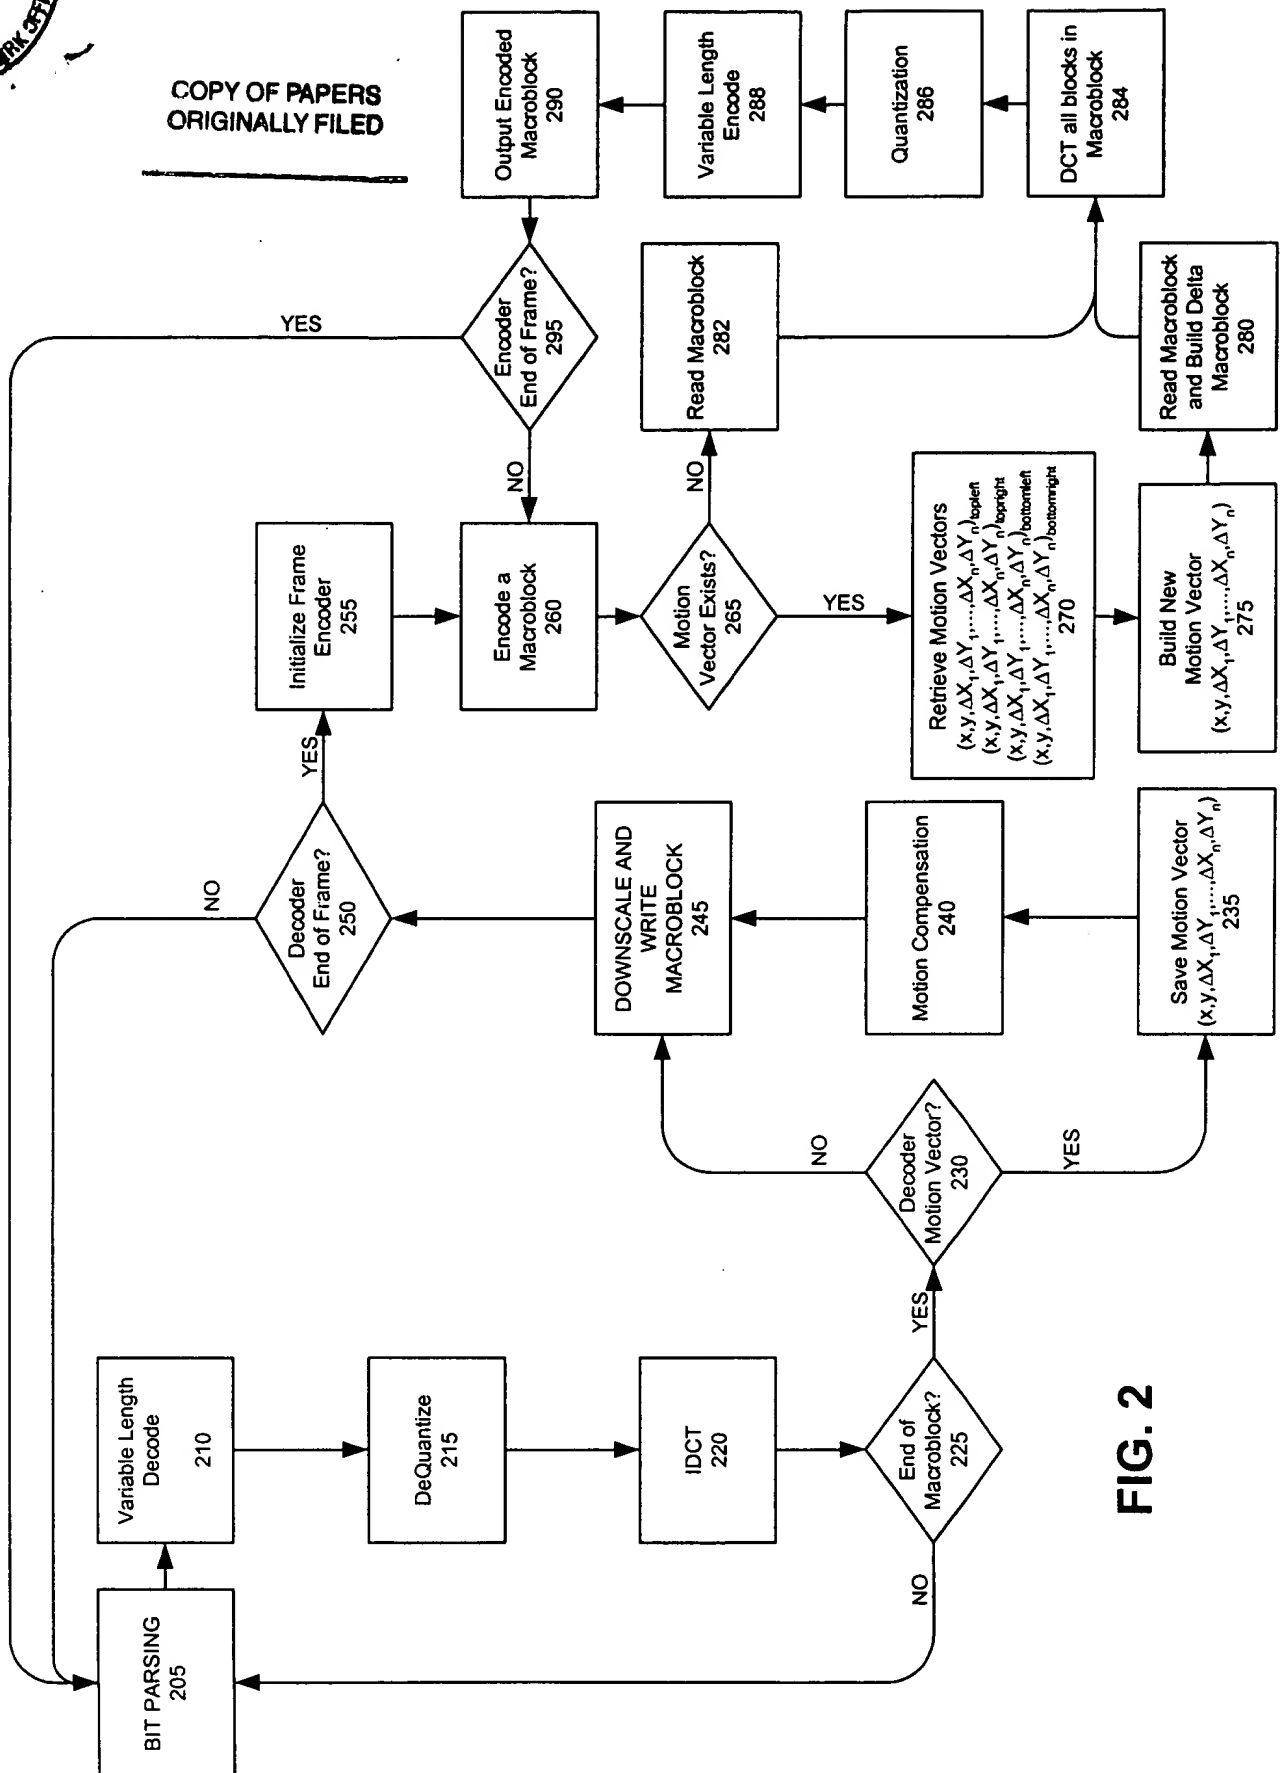 RK OFF
COPY OF PAPERS
ORIGINALLY FILED
BIT PARSING
205
Variable Length
Decode
210
DeQuantize
215
IDCT
220
End of
Macroblock?
225
NO
YES
Decoder
Motion Vector?
230
NO
YES
Save Motion Vector
(x,y,ΔX₁,ΔY₁,...,ΔXₙ,ΔYₙ)
235
Motion Compensation
240
DOWNSCALE AND
WRITE
MACROBLOCK
245
Decoder
End of Frame?
250
NO
YES
Initialize Frame
Encoder
255
Encode a
Macroblock
260
Motion
Vector Exists?
265
NO
YES
Retrieve Motion Vectors
(x,y,ΔX₁,ΔY₁,...,ΔXₙ,ΔYₙ)topleft
(x,y,ΔX₁,ΔY₁,...,ΔXₙ,ΔYₙ)topright
(x,y,ΔX₁,ΔY₁,...,ΔXₙ,ΔYₙ)bottomleft
(x,y,ΔX₁,ΔY₁,...ΔXₙ,ΔYₙ)bottomright
270
Build New
Motion Vector
(x,y,ΔX₁,ΔY₁,...,ΔXₙ,ΔYₙ)
275
Read Macroblock
and Build Delta
Macroblock
280
Read Macroblock
282
DCT all blocks in
Macroblock
284
Quantization
286
Variable Length
Encode
288
Output Encoded
Macroblock
290
Encoder
End of Frame?
295
YES
NO
FIG. 2